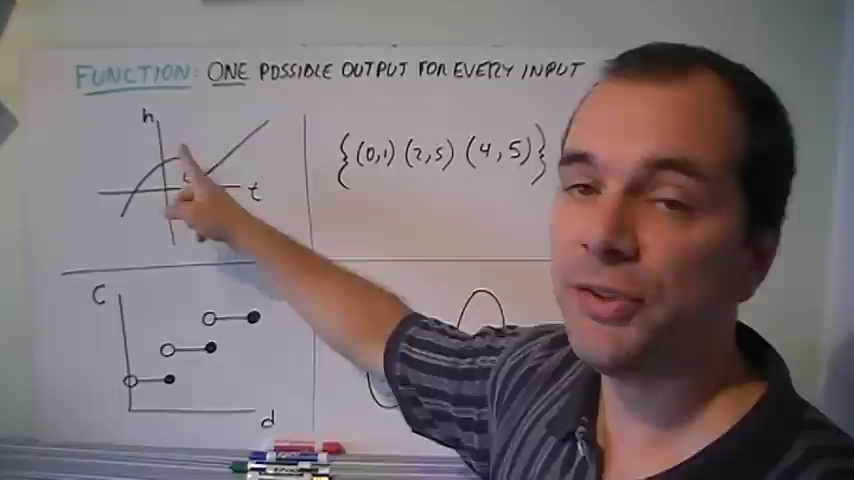 FUNCTION: ONE POSSIBLE OUTPUT FOR EVERY INPUT
h
t
{(0,1) (2,5) (4,5)}
C
d